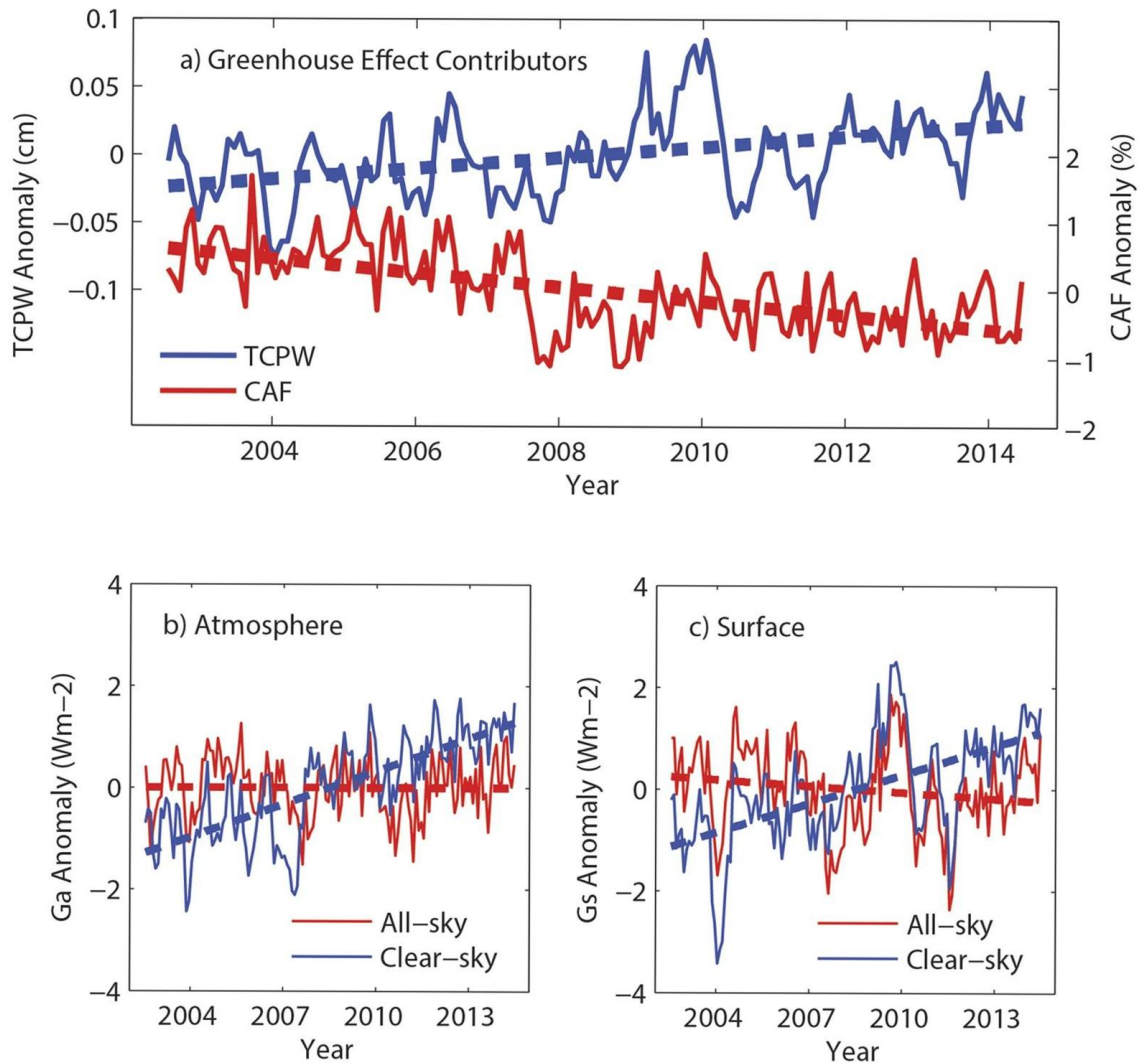 a) Greenhouse Effect Contributors
TCPW Anomaly (cm)
0.1
0.05
0
−0.05
−0.1
CAF Anomaly (%)
2
1
0
−1
−2
TCPW
CAF
2004 2006 2008 2010 2012 2014
Year
b) Atmosphere
Ga Anomaly (Wm−2)
4
2
0
−2
−4
All−sky
Clear−sky
2004 2007 2010 2013
Year
c) Surface
Gs Anomaly (Wm−2)
4
2
0
−2
−4
All−sky
Clear−sky
2004 2007 2010 2013
Year